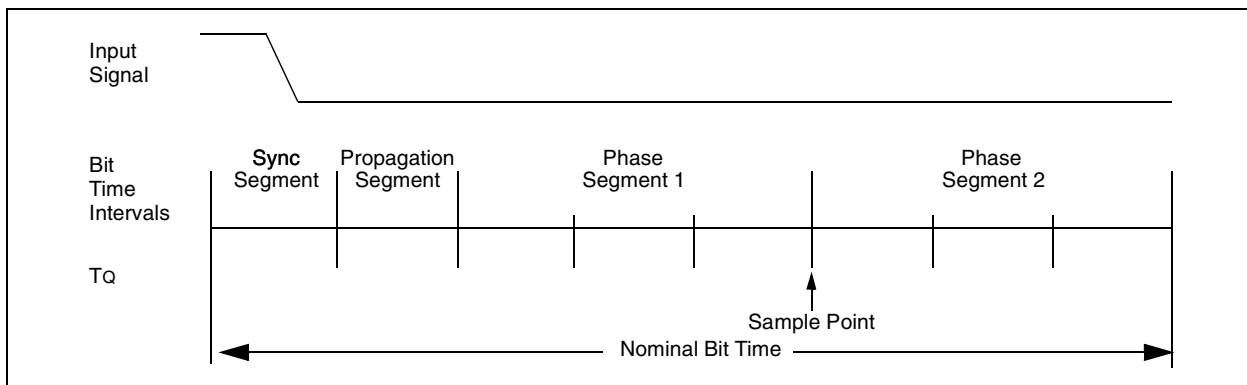 Input
Signal
Bit
Time
Intervals
Sync
Segment
Propagation
Segment
Phase
Segment 1
Phase
Segment 2
TQ
Sample Point
Nominal Bit Time